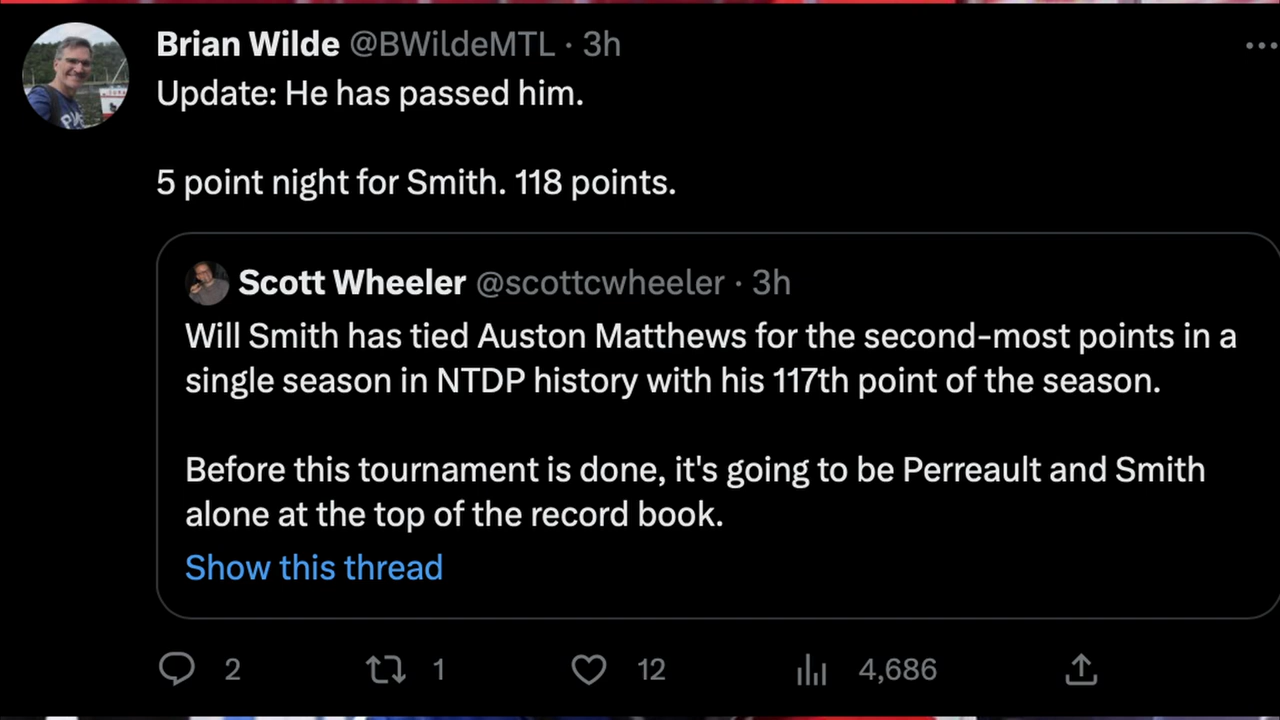 Brian Wilde @BWildeMTL · 3h
Update: He has passed him.
5 point night for Smith. 118 points.
Scott Wheeler @scottcwheeler · 3h
Will Smith has tied Auston Matthews for the second-most points in a
single season in NTDP history with his 117th point of the season.
Before this tournament is done, it's going to be Perreault and Smith
alone at the top of the record book.
Show this thread
2 1 12 4,686